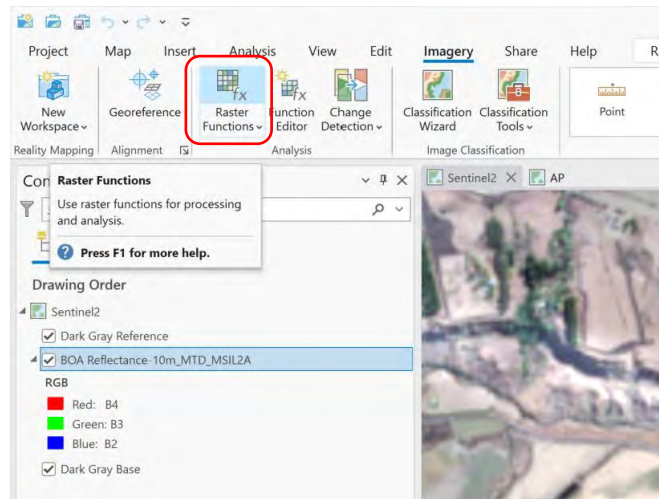 Project Map Insert Analysis View Edit Imagery Share Help R
New Workspace
Georeference
Raster Functions
Function Editor
Change Detection
Classification Wizard
Classification Tools
Point
Reality Mapping Alignment Analysis Image Classification
Con
Raster Functions
Use raster functions for processing
and analysis.
Press F1 for more help.
Sentinel2 AP
Drawing Order
Sentinel2
Dark Gray Reference
BOA Reflectance-10m_MTD_MSIL2A
RGB
Red: B4
Green: B3
Blue: B2
Dark Gray Base